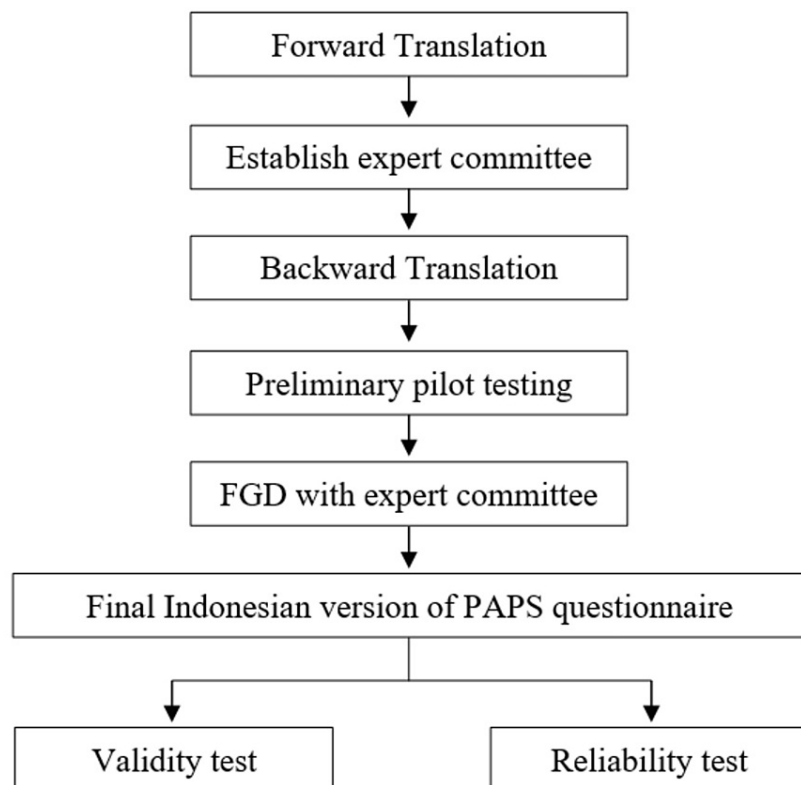 Forward Translation
Establish expert committee
Backward Translation
Preliminary pilot testing
FGD with expert committee
Final Indonesian version of PAPS questionnaire
Validity test
Reliability test